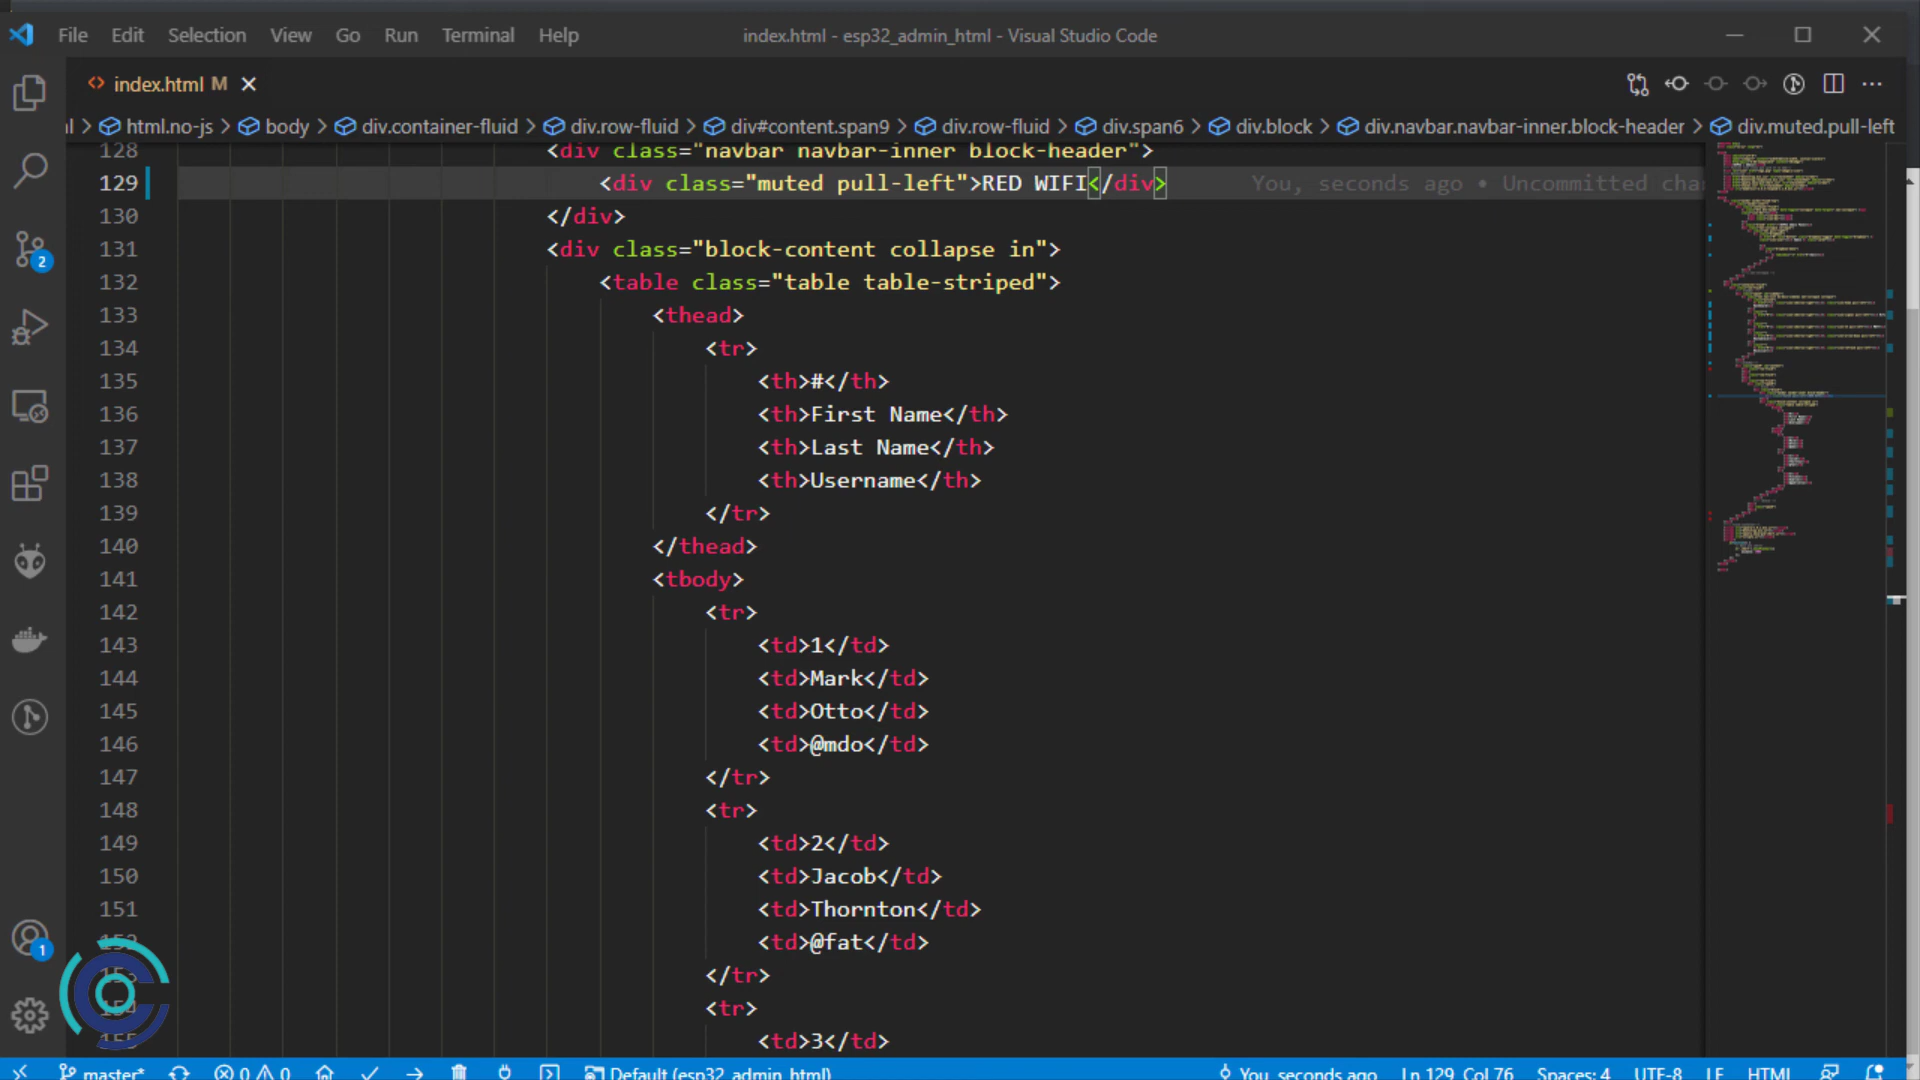 File Edit Selection View Go Run Terminal Help index.html - esp32_admin_html - Visual Studio Code
index.html M
html.no-js > body > div.container-fluid > div.row-fluid > div#content.span9 > div.row-fluid > div.span6 > div.block > div.navbar.navbar-inner.block-header > div.muted.pull-left
128 <div class="navbar navbar-inner block-header">
129 <div class="muted pull-left">RED WIFI</div> You, seconds ago • Uncommitted cha
130 </div>
131 <div class="block-content collapse in">
132 <table class="table table-striped">
133 <thead>
134 <tr>
135 <th>#</th>
136 <th>First Name</th>
137 <th>Last Name</th>
138 <th>Username</th>
139 </tr>
140 </thead>
141 <tbody>
142 <tr>
143 <td>1</td>
144 <td>Mark</td>
145 <td>Otto</td>
146 <td>@mdo</td>
147 </tr>
148 <tr>
149 <td>2</td>
150 <td>Jacob</td>
151 <td>Thornton</td>
152 <td>@fat</td>
153 </tr>
154 <tr>
155 <td>3</td>
2
1
master* 0 0 Default (esp32_admin_html) You, seconds ago Ln 129, Col 76 Spaces: 4 UTF-8 LF HTML